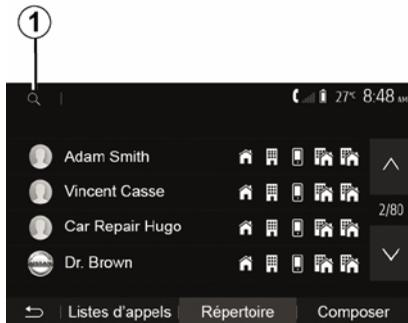 1
27°C 8:48 AM
Adam Smith
Vincent Casse
Car Repair Hugo
2/80
Dr. Brown
Listes d'appels Répertoire Composer